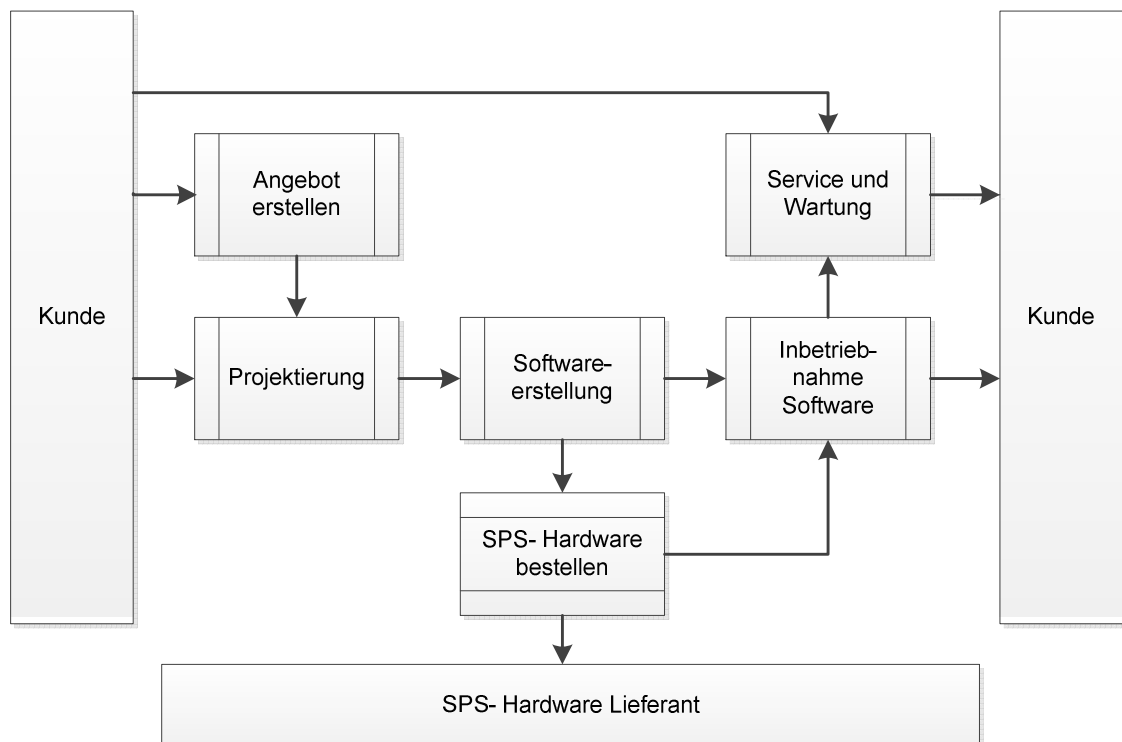 Angebot
erstellen
Service und
Wartung
Kunde
Kunde
Projektierung
Software-
erstellung
Inbetrieb-
nahme
Software
SPS- Hardware
bestellen
SPS- Hardware Lieferant